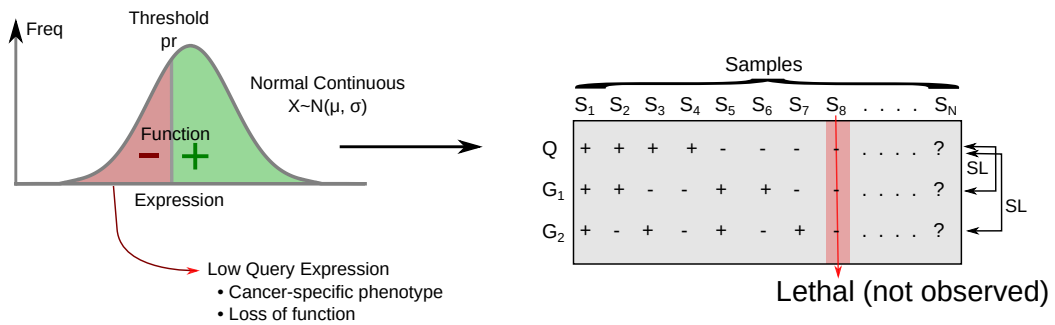 Freq
Threshold
pr
Normal Continuous
X~N(μ, σ)
Function
− +
Expression
Low Query Expression
• Cancer-specific phenotype
• Loss of function
Samples
S1 S2 S3 S4 S5 S6 S7 S8 . . . . SN
Q + + + + - - - - . . . . ?
G1 + + - - + + - - . . . . ?
G2 + - + - + - + - . . . . ?
SL
SL
Lethal (not observed)